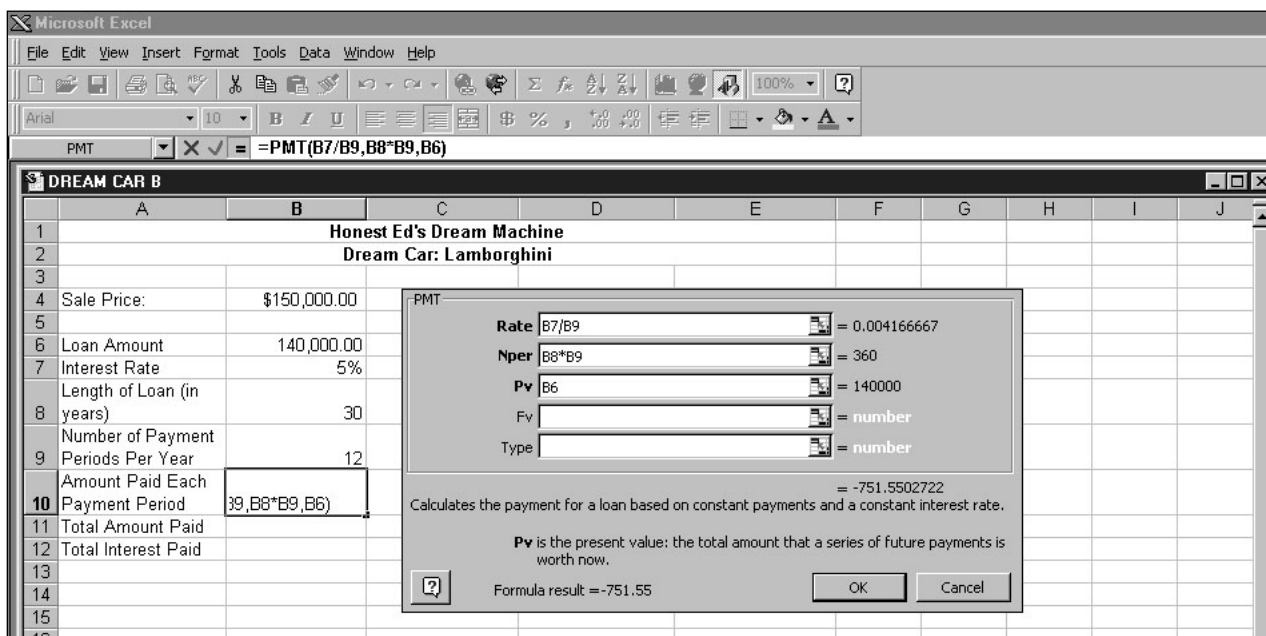 Microsoft Excel
File Edit View Insert Format Tools Data Window Help
100%
Arial 10 B I U $ % ,
PMT = =PMT(B7/B9,B8*B9,B6)
DREAM CAR B
A B C D E F G H I J
1 Honest Ed's Dream Machine
2 Dream Car: Lamborghini
3
4 Sale Price: $150,000.00
5
6 Loan Amount 140,000.00
7 Interest Rate 5%
Length of Loan (in
8 years) 30
Number of Payment
9 Periods Per Year 12
Amount Paid Each
10 Payment Period 39,B8*B9,B6)
11 Total Amount Paid
12 Total Interest Paid
13
14
15
PMT
Rate B7/B9 = 0.004166667
Nper B8*B9 = 360
Pv B6 = 140000
Fv = number
Type = number
= -751.5502722
Calculates the payment for a loan based on constant payments and a constant interest rate.
Pv is the present value: the total amount that a series of future payments is
worth now.
Formula result =-751.55
OK Cancel